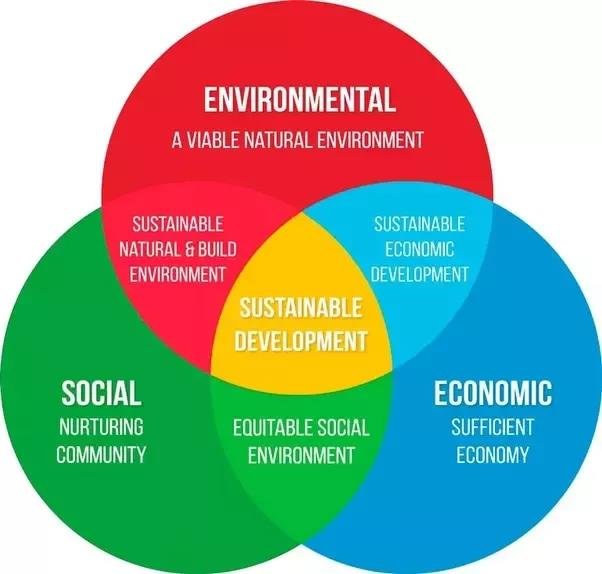 ENVIRONMENTAL
A VIABLE NATURAL ENVIRONMENT
SUSTAINABLE
NATURAL & BUILD
ENVIRONMENT
SUSTAINABLE
ECONOMIC
DEVELOPMENT
SUSTAINABLE
DEVELOPMENT
SOCIAL
NURTURING
COMMUNITY
EQUITABLE SOCIAL
ENVIRONMENT
ECONOMIC
SUFFICIENT
ECONOMY